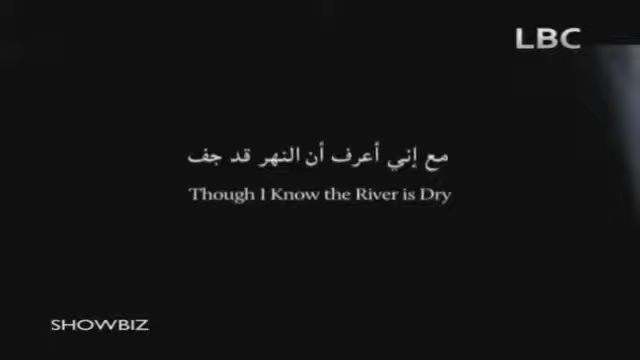 LBC
مع إني أعرف أن النهر قد جف
Though I Know the River is Dry
SHOWBIZ